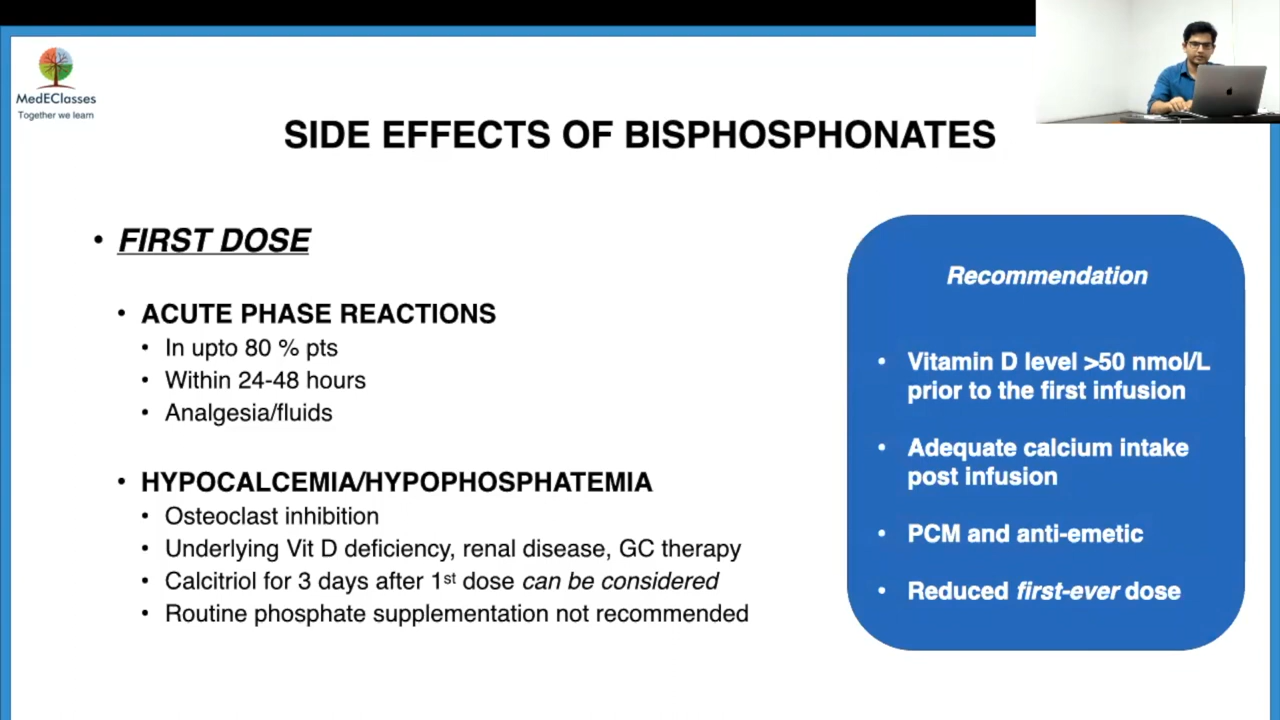 MedEClasses
Together we learn
SIDE EFFECTS OF BISPHOSPHONATES
• FIRST DOSE
• ACUTE PHASE REACTIONS
• In upto 80 % pts
• Within 24-48 hours
• Analgesia/fluids
• HYPOCALCEMIA/HYPOPHOSPHATEMIA
• Osteoclast inhibition
• Underlying Vit D deficiency, renal disease, GC therapy
• Calcitriol for 3 days after 1st dose can be considered
• Routine phosphate supplementation not recommended
Recommendation
• Vitamin D level >50 nmol/L
prior to the first infusion
• Adequate calcium intake
post infusion
• PCM and anti-emetic
• Reduced first-ever dose